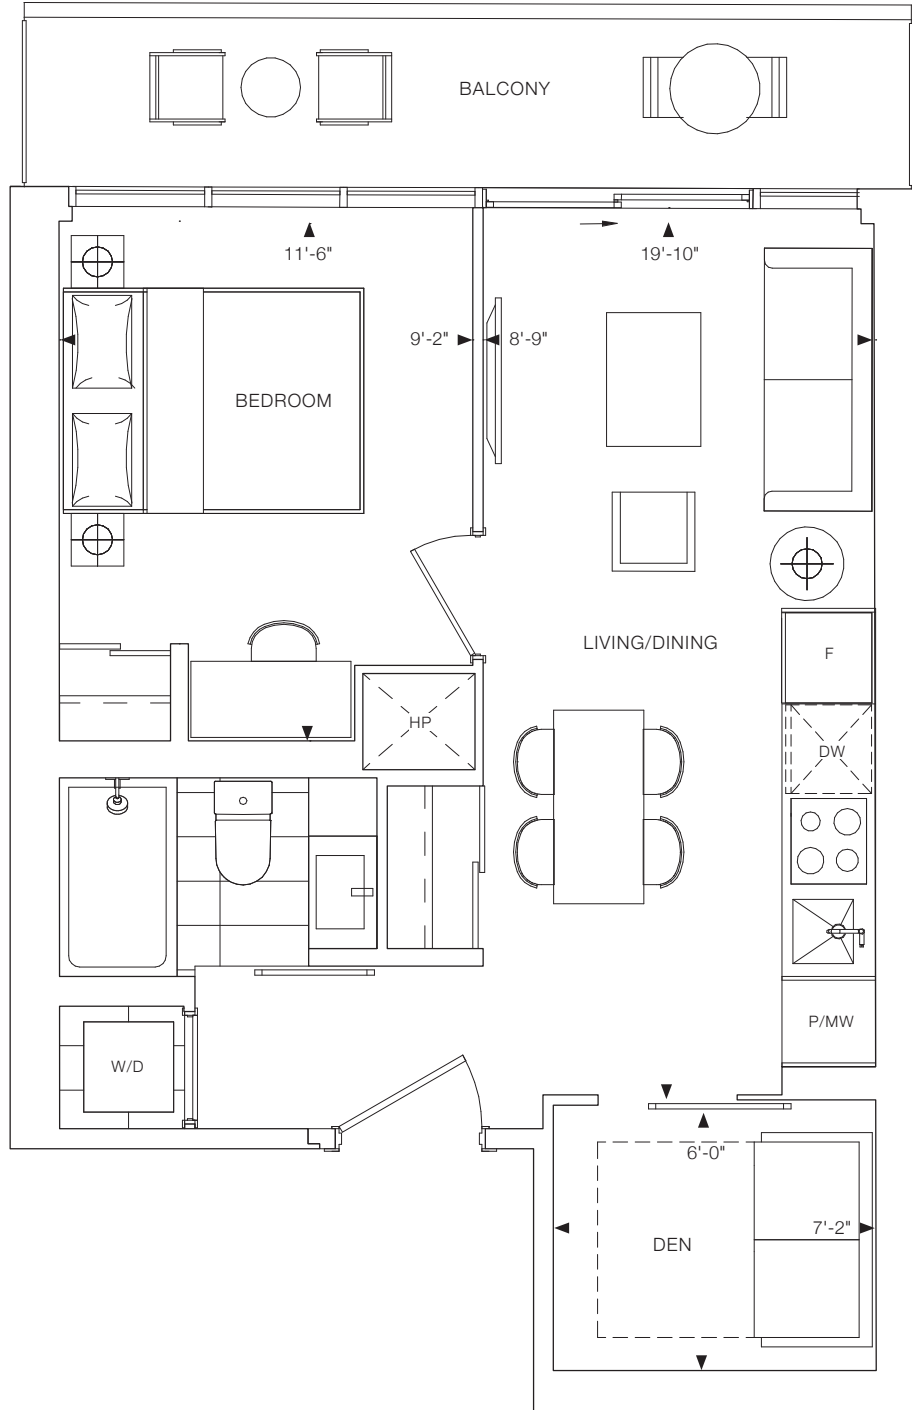 BALCONY
11'-6"
19'-10"
9'-2"
8'-9"
BEDROOM
LIVING/DINING
F
HP
DW
P/MW
W/D
6'-0"
7'-2"
DEN